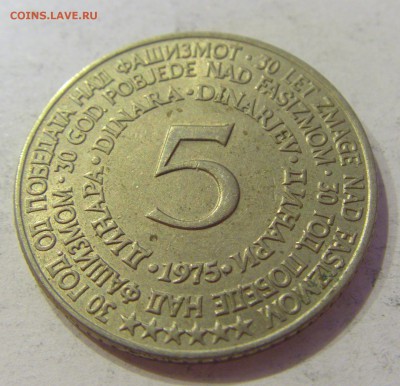 COINS.LAVE.RU
30 ГОД ОД ПОБЕДАТА НАД ФАШИЗМОТ · 30 LET ZMAGE NAD FAŠIZMOM
30 ГОД ПОБЕДЕ НАД ФАШИЗМОМ · 30 GOD POBJEDE NAD FAŠIZMOM ·
ДИНАРА · DINARA · DINARJEV · ДИНАРИ
5
· 1975 ·